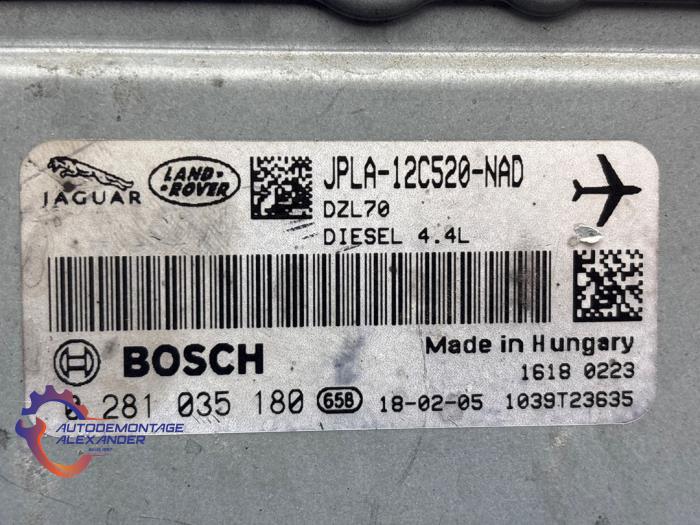 JAGUAR
LAND-
-ROVER
JPLA-12C520-NAD
DZL70
DIESEL 4.4L
BOSCH
Made in Hungary
1618 0223
0 281 035 180 658 18-02-05 1039T23635
AUTODEMONTAGE
ALEXANDER